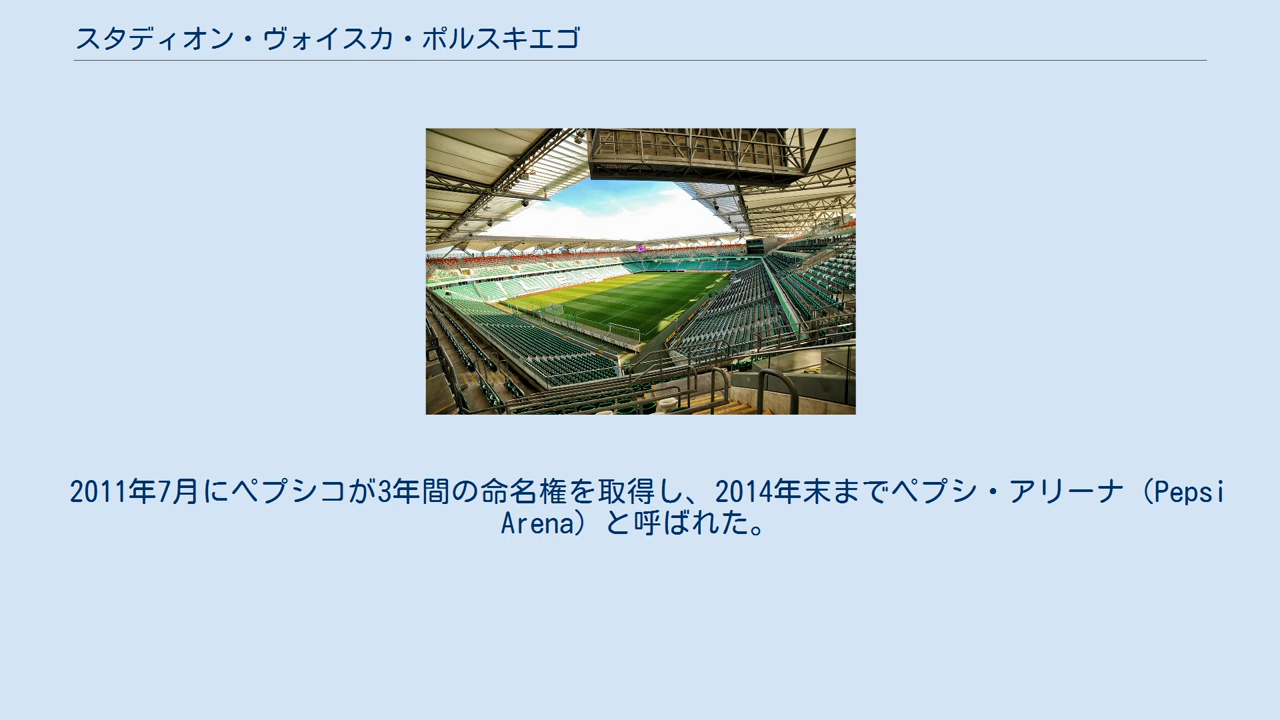 スタディオン・ヴォイスカ・ポルスキエゴ
2011年7月にペプシコが3年間の命名権を取得し、2014年末までペプシ・アリーナ（Pepsi
Arena）と呼ばれた。